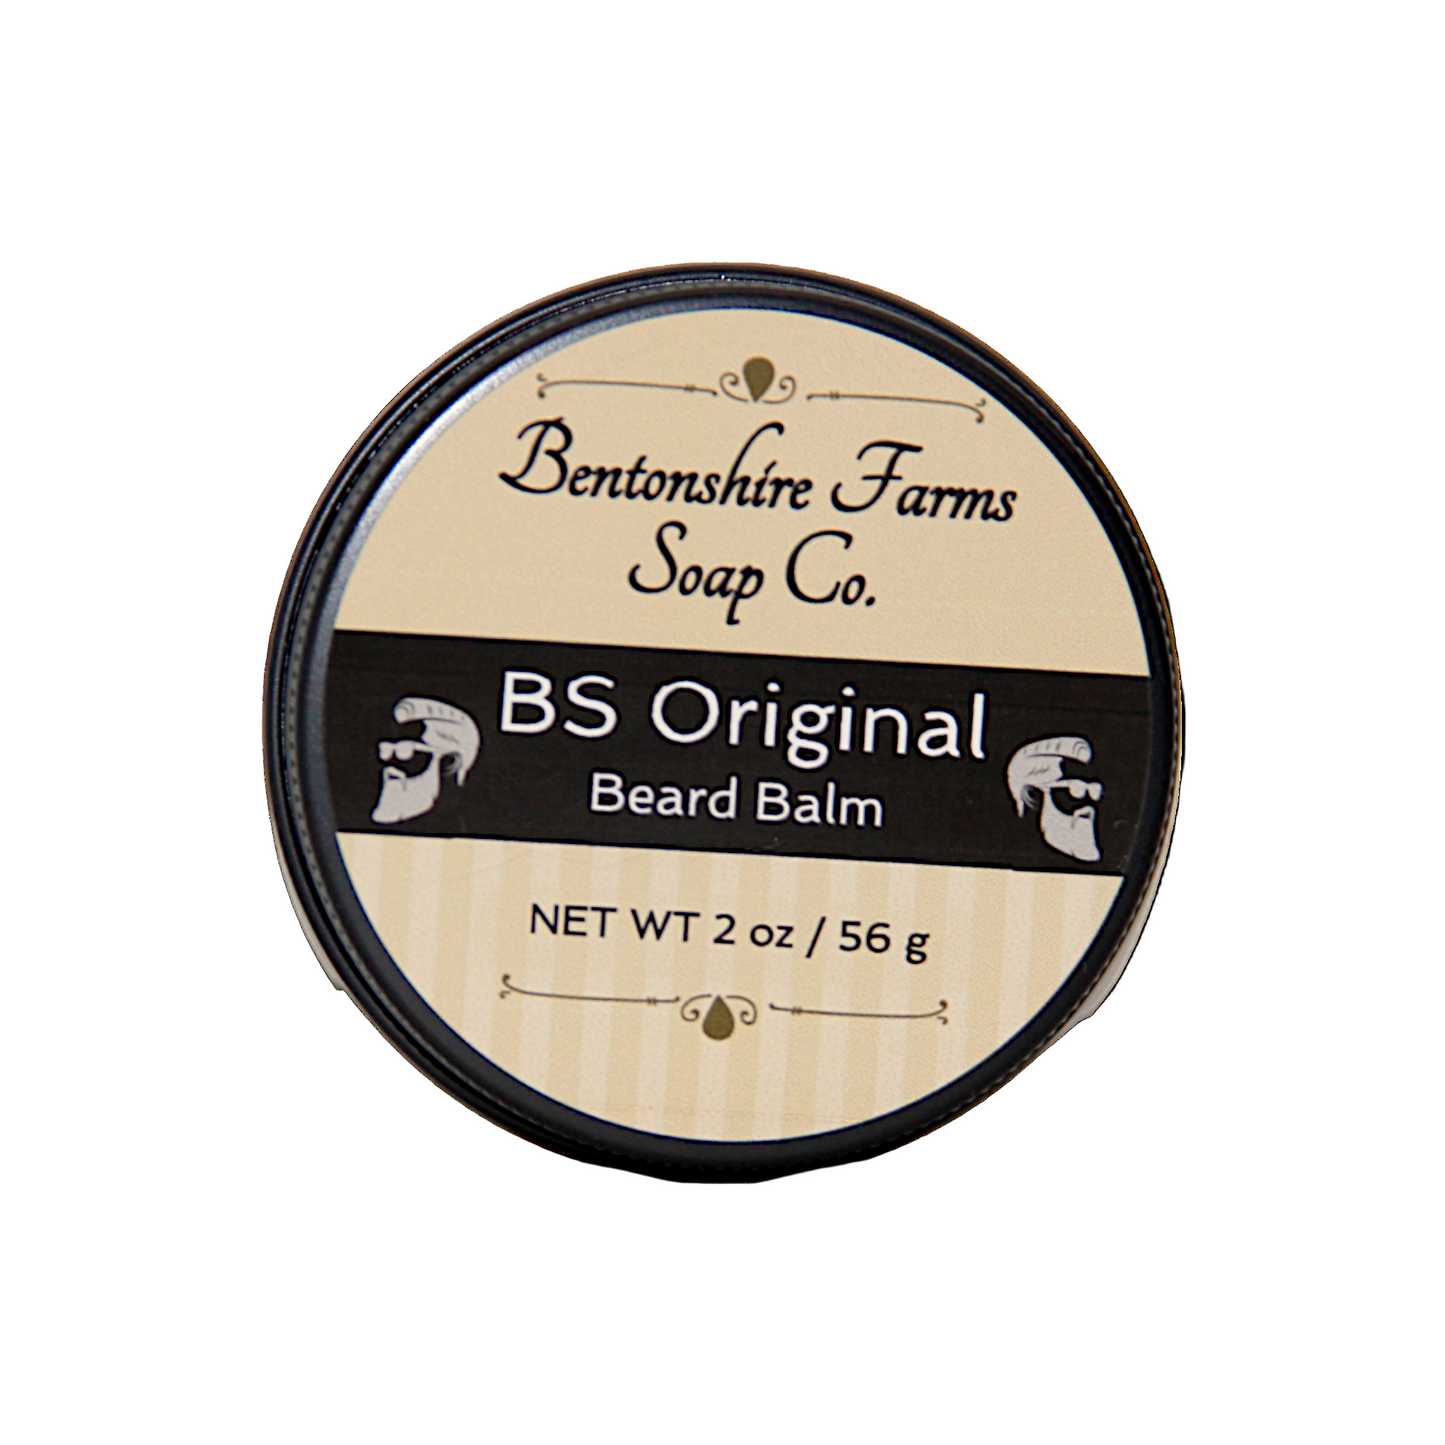 Bentonshire Farms
Soap Co.
BS Original
Beard Balm
NET WT 2 oz / 56 g